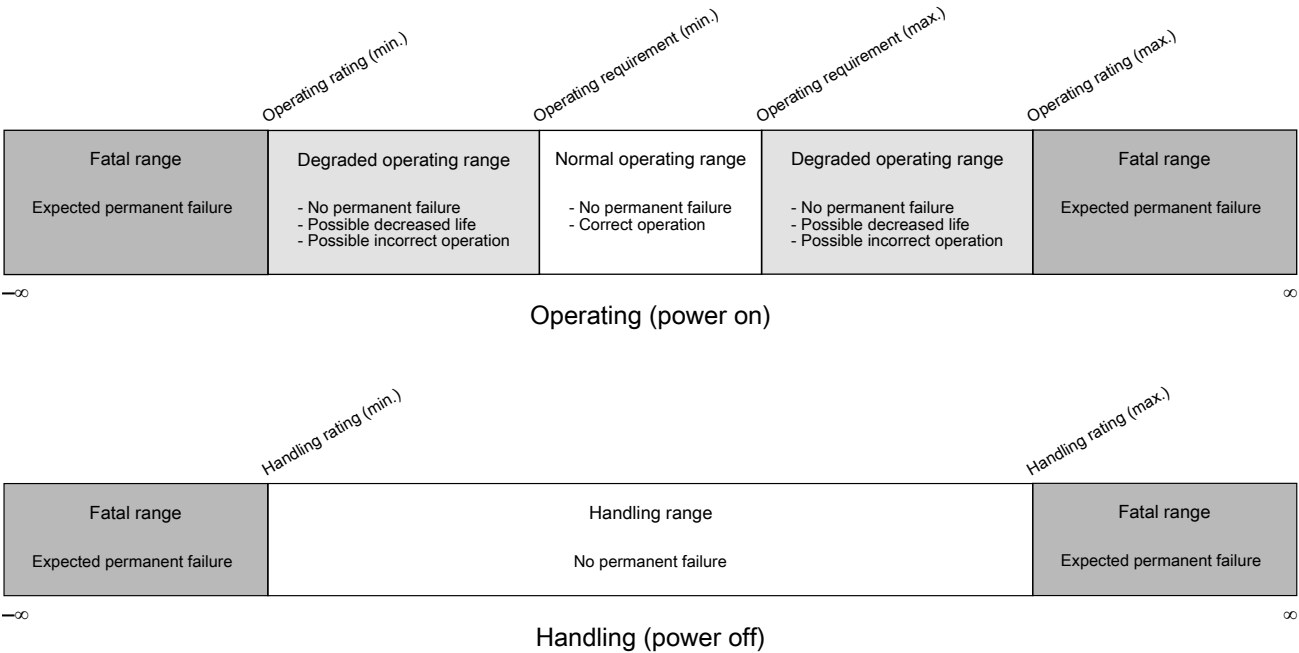 Operating rating (min.)
Operating requirement (min.)
Operating requirement (max.)
Operating rating (max.)
Fatal range
Expected permanent failure
Degraded operating range
- No permanent failure
- Possible decreased life
- Possible incorrect operation
Normal operating range
- No permanent failure
- Correct operation
Degraded operating range
- No permanent failure
- Possible decreased life
- Possible incorrect operation
Fatal range
Expected permanent failure
–∞
∞
Operating (power on)
Handling rating (min.)
Handling rating (max.)
Fatal range
Expected permanent failure
Handling range
No permanent failure
Fatal range
Expected permanent failure
–∞
∞
Handling (power off)